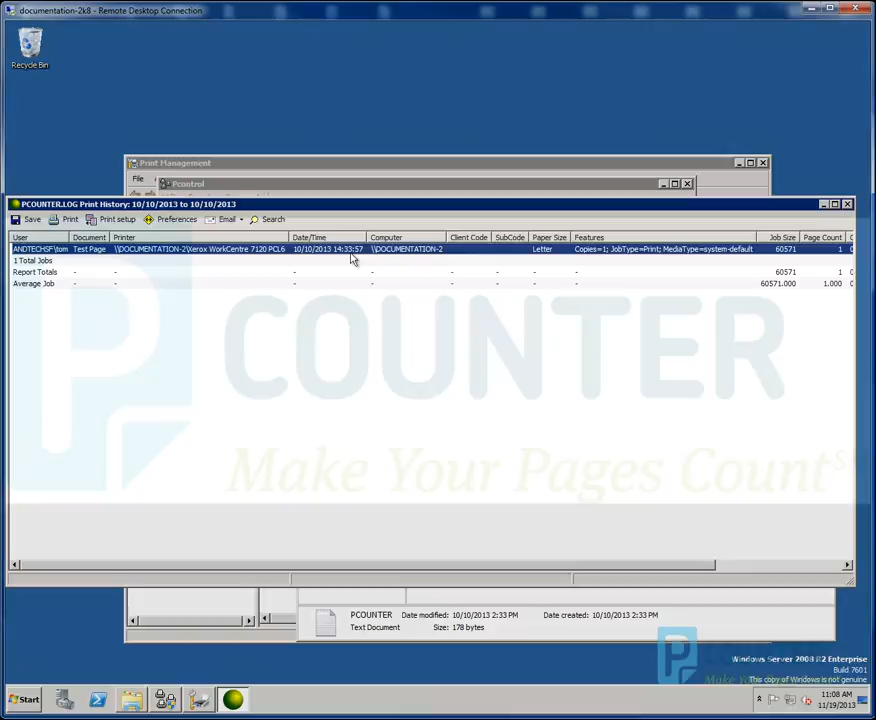 documentation-2k8 - Remote Desktop Connection
Recycle Bin
Print Management
File
Pcontrol
PCOUNTER.LOG Print History: 10/10/2013 to 10/10/2013
Save Print Print setup Preferences Email Search
User Document Printer Date/Time Computer Client Code SubCode Paper Size Features Job Size Page Count C
ANDTECHSF\tom Test Page \\DOCUMENTATION-2\Xerox WorkCentre 7120 PCL6 10/10/2013 14:33:57 \\DOCUMENTATION-2 Letter Copies=1; JobType=Print; MediaType=system-default 60571 1 0
1 Total Jobs
Report Totals - - - - - - - - 60571 1 0
Average Job - - - - - - - - 60571.000 1.000 0
PCOUNTER
Make Your Pages Count
PCOUNTER Date modified: 10/10/2013 2:33 PM Date created: 10/10/2013 2:33 PM
Text Document Size: 178 bytes
Windows Server 2008 R2 Enterprise
Build 7601
This copy of Windows is not genuine
Start
11:08 AM
11/19/2013